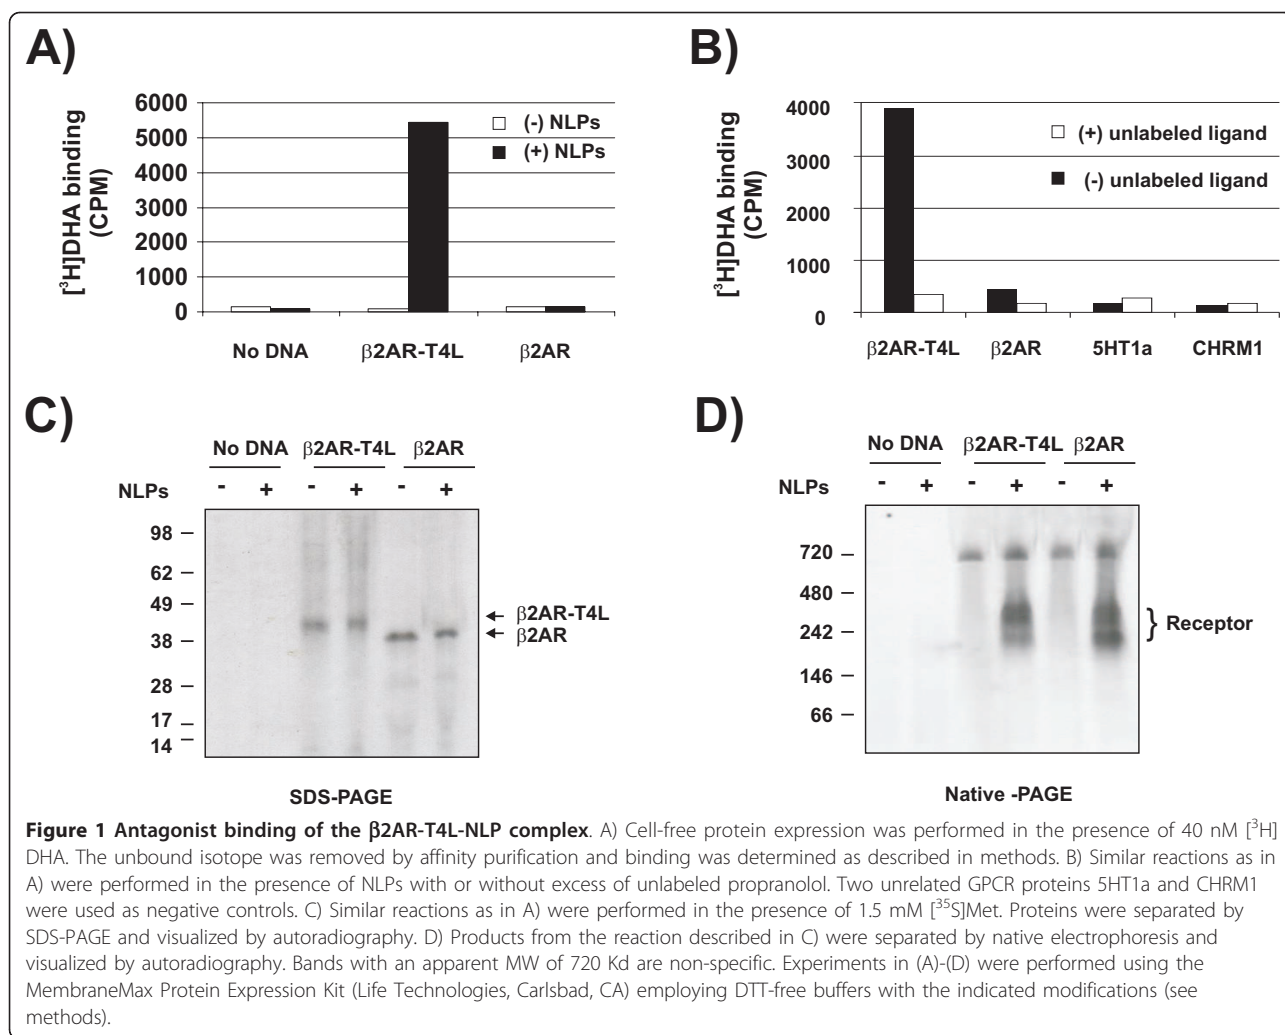 A)
[³H]DHA binding
(CPM)
6000
5000
4000
5000
2000
1000
0
(-) NLPs
(+) NLPs
No DNA β2AR-T4L β2AR
B)
[³H]DHA binding
(CPM)
4000
3000
2000
1000
0
(+) unlabeled ligand
(-) unlabeled ligand
β2AR-T4L β2AR 5HT1a CHRM1
C)
No DNA β2AR-T4L β2AR
NLPs - + - + - +
98
62
49
38
28
17
14
β2AR-T4L
β2AR
SDS-PAGE
D)
No DNA β2AR-T4L β2AR
NLPs - + - + - +
720
480
242
146
66
} Receptor
Native -PAGE
Figure 1 Antagonist binding of the β2AR-T4L-NLP complex. A) Cell-free protein expression was performed in the presence of 40 nM [³H]
DHA. The unbound isotope was removed by affinity purification and binding was determined as described in methods. B) Similar reactions as in
A) were performed in the presence of NLPs with or without excess of unlabeled propranolol. Two unrelated GPCR proteins 5HT1a and CHRM1
were used as negative controls. C) Similar reactions as in A) were performed in the presence of 1.5 mM [³⁵S]Met. Proteins were separated by
SDS-PAGE and visualized by autoradiography. D) Products from the reaction described in C) were separated by native electrophoresis and
visualized by autoradiography. Bands with an apparent MW of 720 Kd are non-specific. Experiments in (A)-(D) were performed using the
MembraneMax Protein Expression Kit (Life Technologies, Carlsbad, CA) employing DTT-free buffers with the indicated modifications (see
methods).